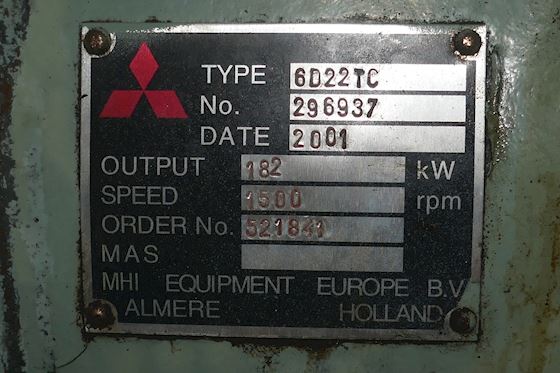 TYPE 6D22TC
No. 296937
DATE 2001
OUTPUT 182 kW
SPEED 1500 rpm
ORDER No. 521841
MAS
MHI EQUIPMENT EUROPE B.V
ALMERE HOLLAND